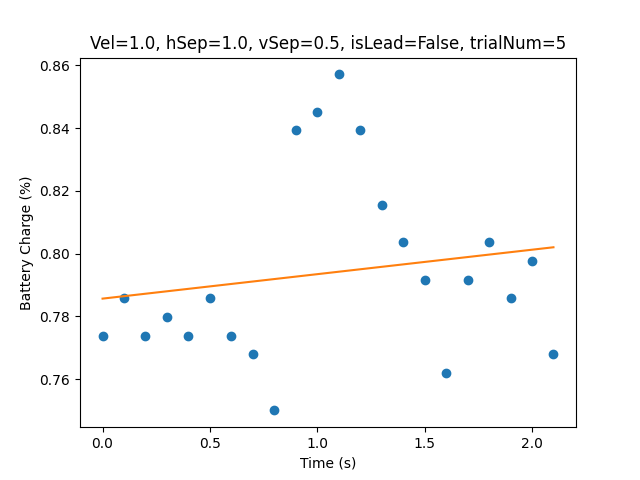 Vel=1.0, hSep=1.0, vSep=0.5, isLead=False, trialNum=5
0.86
0.84
0.82
0.80
0.78
0.76
Battery Charge (%)
0.0 0.5 1.0 1.5 2.0
Time (s)